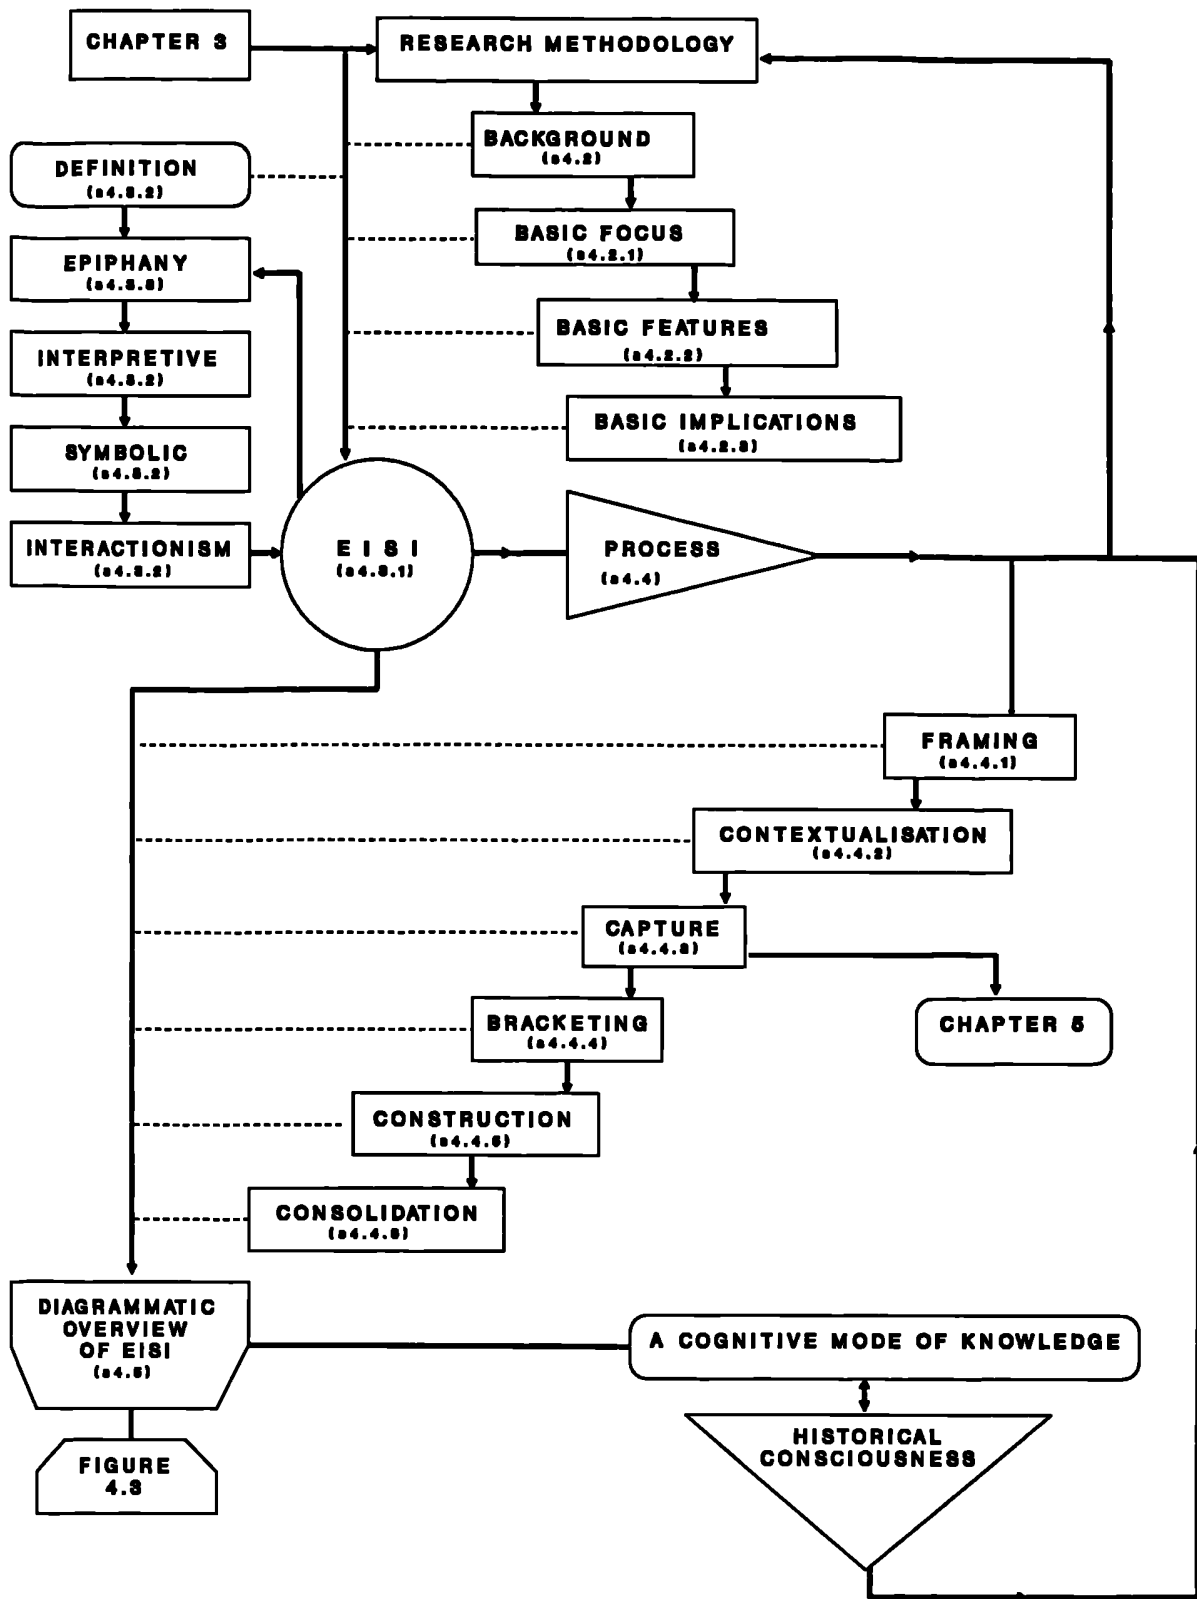 CHAPTER 3
RESEARCH METHODOLOGY
BACKGROUND
(s4.2)
DEFINITION
(s4.3.2)
BASIC FOCUS
(s4.2.1)
EPIPHANY
(s4.3.3)
BASIC FEATURES
(s4.2.2)
INTERPRETIVE
(s4.3.2)
BASIC IMPLICATIONS
(s4.2.3)
SYMBOLIC
(s4.3.2)
INTERACTIONISM
(s4.3.2)
E I S I
(s4.3.1)
PROCESS
(s4.4)
FRAMING
(s4.4.1)
CONTEXTUALISATION
(s4.4.2)
CAPTURE
(s4.4.3)
BRACKETING
(s4.4.4)
CHAPTER 5
CONSTRUCTION
(s4.4.5)
CONSOLIDATION
(s4.4.6)
DIAGRAMMATIC
OVERVIEW
OF EISI
(s4.5)
A COGNITIVE MODE OF KNOWLEDGE
HISTORICAL
CONSCIOUSNESS
FIGURE
4.3